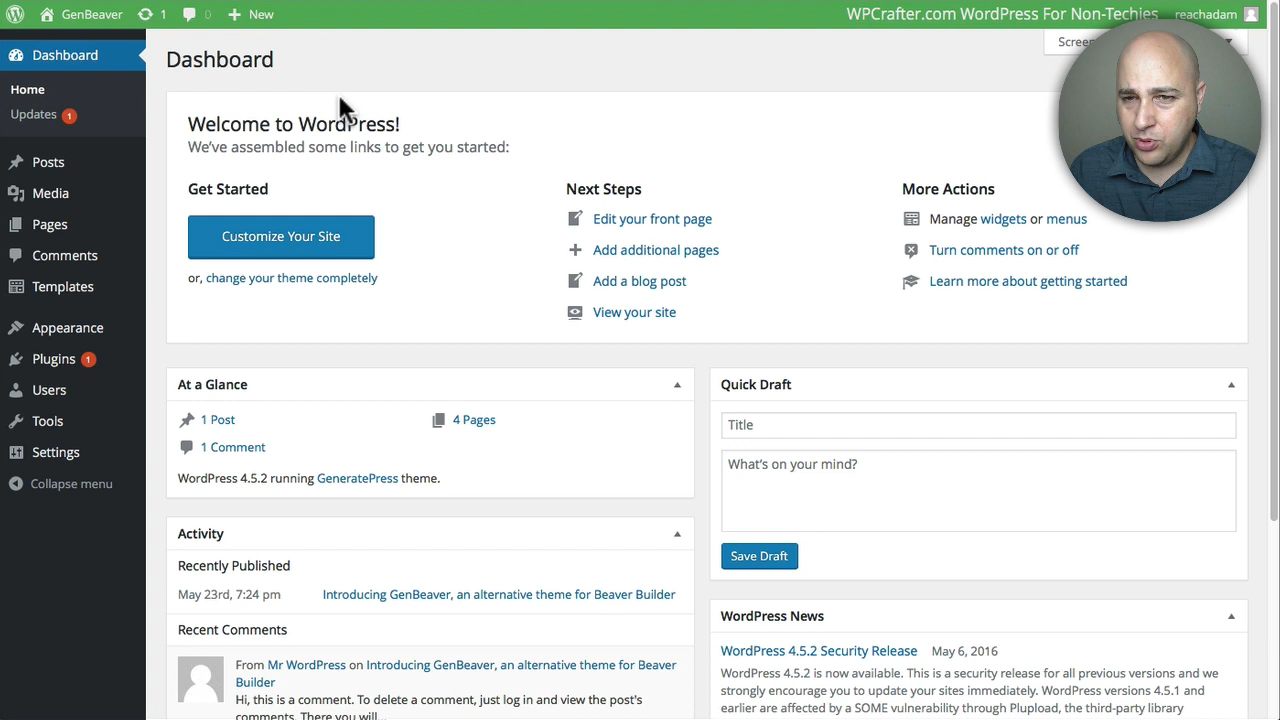 GenBeaver 1 0 New WPCrafter.com WordPress For Non-Techies reachadam
Dashboard
Home
Updates 1
Posts
Media
Pages
Comments
Templates
Appearance
Plugins 1
Users
Tools
Settings
Collapse menu
Dashboard
Welcome to WordPress!
We've assembled some links to get you started:
Get Started
Customize Your Site
or, change your theme completely
Next Steps
Edit your front page
Add additional pages
Add a blog post
View your site
More Actions
Manage widgets or menus
Turn comments on or off
Learn more about getting started
At a Glance
1 Post
4 Pages
1 Comment
WordPress 4.5.2 running GeneratePress theme.
Activity
Recently Published
May 23rd, 7:24 pm Introducing GenBeaver, an alternative theme for Beaver Builder
Recent Comments
From Mr WordPress on Introducing GenBeaver, an alternative theme for Beaver
Builder
Hi, this is a comment. To delete a comment, just log in and view the post's
comments. There you will...
Quick Draft
Title
What's on your mind?
Save Draft
WordPress News
WordPress 4.5.2 Security Release May 6, 2016
WordPress 4.5.2 is now available. This is a security release for all previous versions and we
strongly encourage you to update your sites immediately. WordPress versions 4.5.1 and
earlier are affected by a SOME vulnerability through Plupload, the third-party library